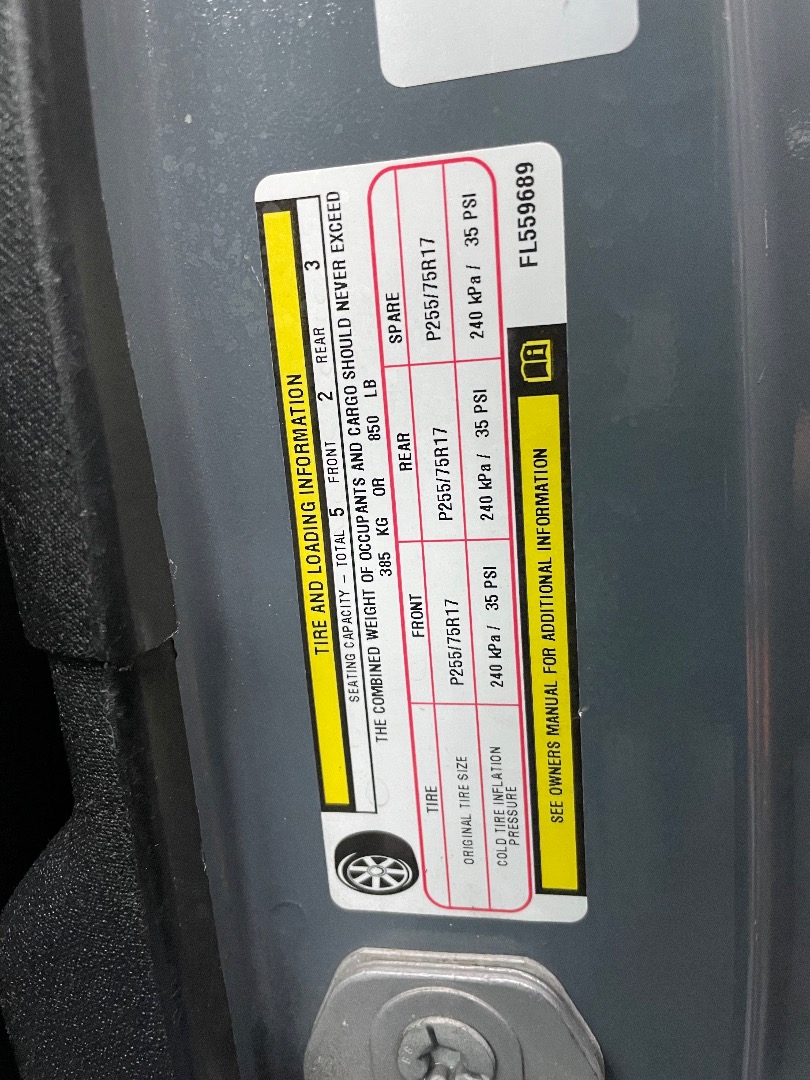 TIRE AND LOADING INFORMATION
SEATING CAPACITY – TOTAL 5 FRONT 2 REAR 3
THE COMBINED WEIGHT OF OCCUPANTS AND CARGO SHOULD NEVER EXCEED
385 KG OR 850 LB
TIRE FRONT REAR SPARE
ORIGINAL TIRE SIZE P255/75R17 P255/75R17 P255/75R17
COLD TIRE INFLATION PRESSURE 240 kPa / 35 PSI 240 kPa / 35 PSI 240 kPa / 35 PSI
SEE OWNERS MANUAL FOR ADDITIONAL INFORMATION
FL559689